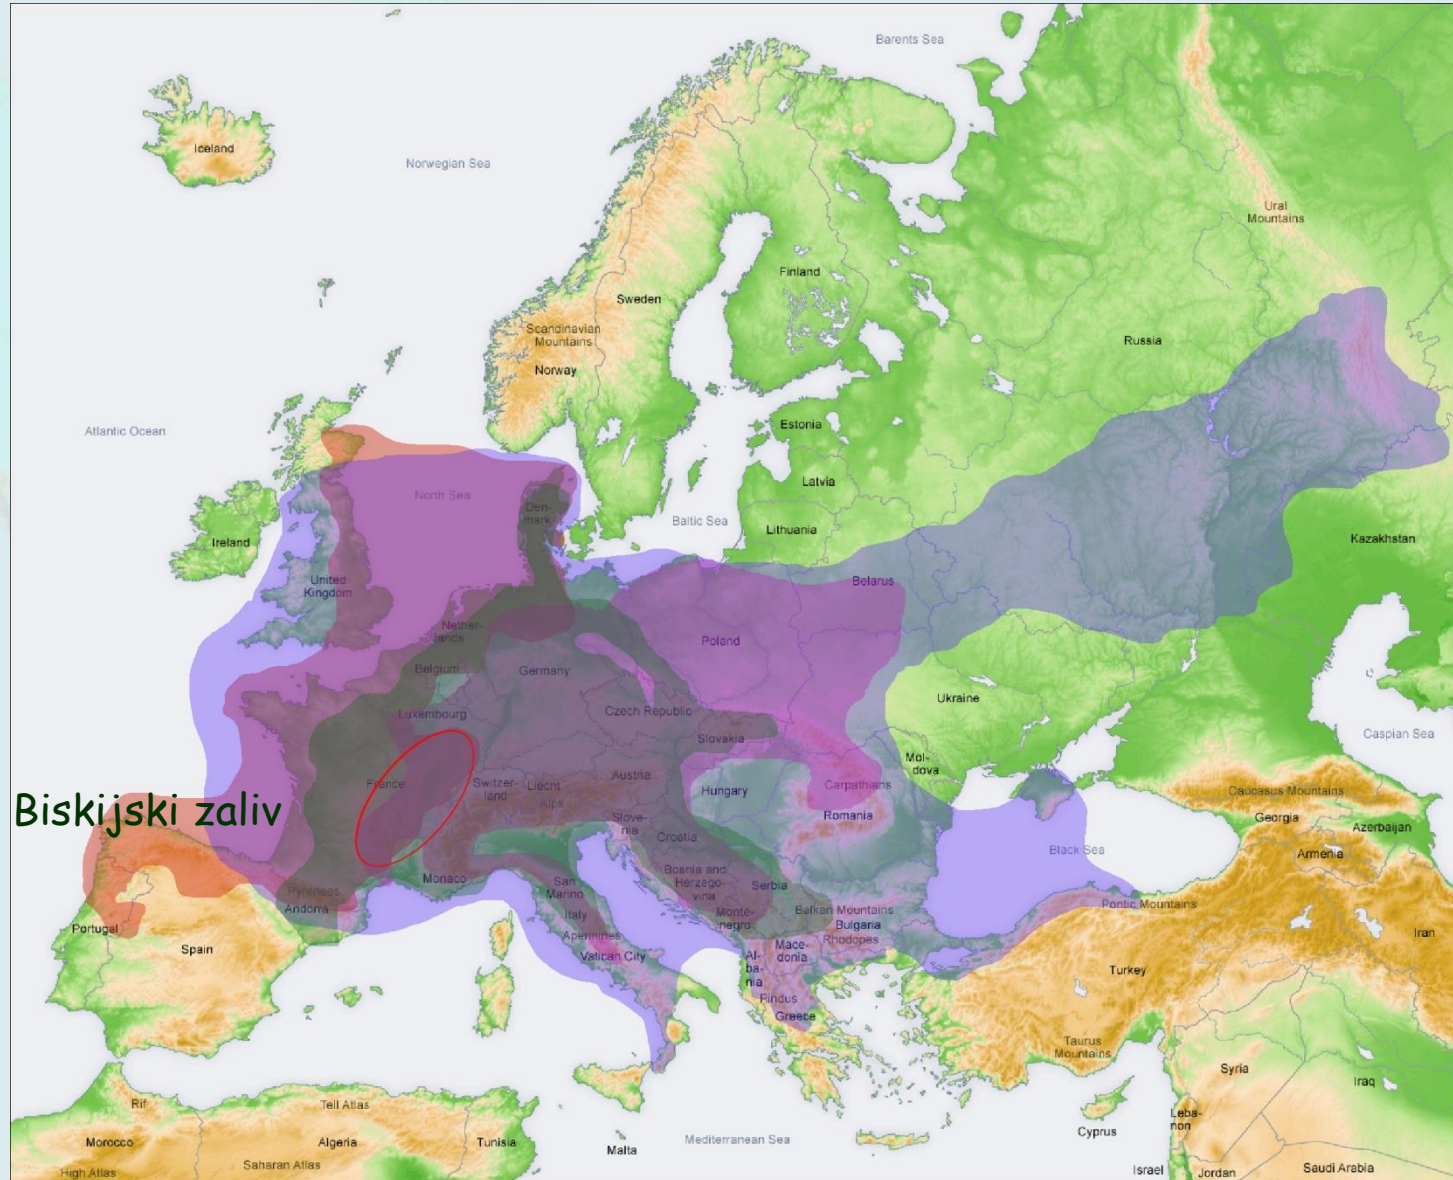 Barents Sea
Iceland
Norwegian Sea
Ural
Mountains
Finland
Sweden
Scandinavian
Mountains
Russia
Norway
Atlantic Ocean
Estonia
Latvia
North Sea
Den-
mark
Baltic Sea
Lithuania
Ireland
Kazakhstan
United
Kingdom
Belarus
Nether-
lands
Poland
Belgium
Germany
Ukraine
Luxembourg
Czech Republic
Slovakia
Caspian Sea
Mol-
dova
France
Switzer-
land
Liecht
Alps
Austria
Hungary
Carpathians
Caucasus Mountains
Biskijski zaliv
Slove-
nia
Romania
Georgia
Azerbaijan
Croatia
Black Sea
Armenia
Monaco
San
Marino
Bosnia and
Herzego-
vina
Serbia
Pyrenees
Andorra
Italy
Monte-
negro
Balkan Mountains
Bulgaria
Pontic Mountains
Portugal
Spain
Apennines
Vatican City
Rhodopes
Mace-
donia
Al-
ba-
nia
Iran
Turkey
Pindus
Greece
Taurus
Mountains
Syria
Iraq
Rif
Tell Atlas
Leba-
non
Morocco
Algeria
Tunisia
Malta
Mediterranean Sea
Cyprus
High Atlas
Saharan Atlas
Israel
Jordan
Saudi Arabia